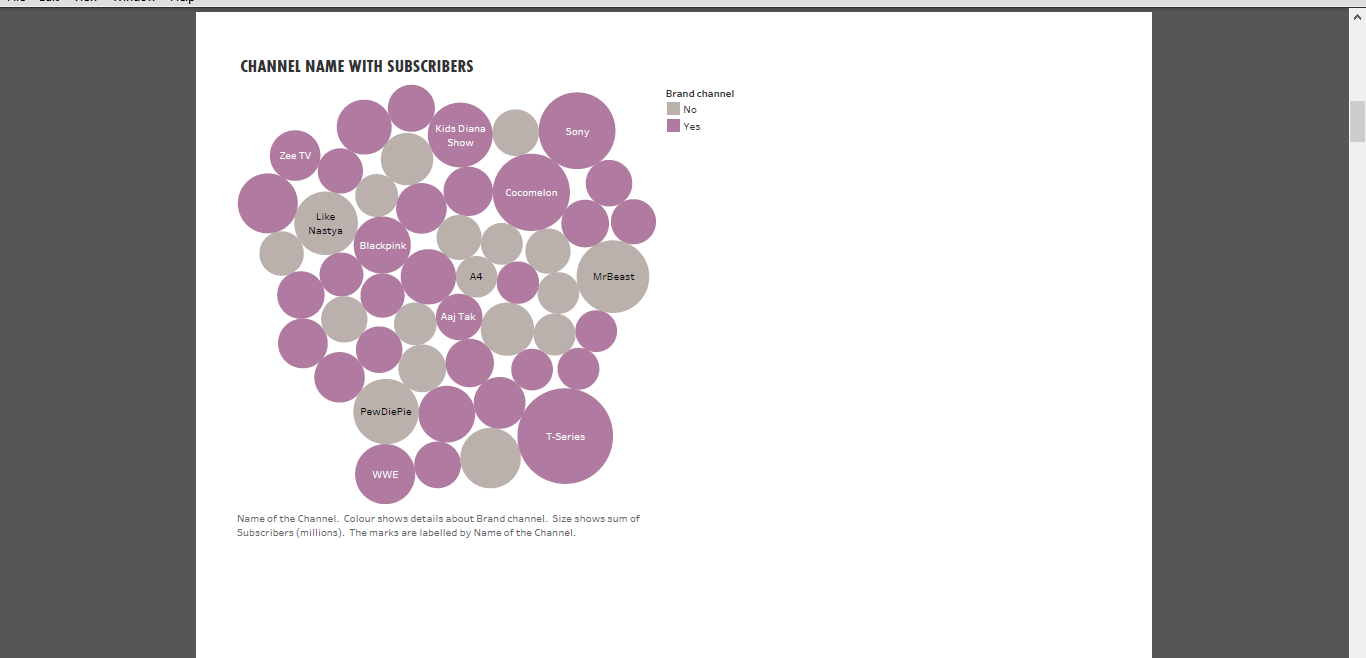 CHANNEL NAME WITH SUBSCRIBERS
Brand channel
No
Yes
Kids Diana
Show
Sony
Zee TV
Cocomelon
Like
Nastya
Blackpink
A4
MrBeast
Aaj Tak
PewDiePie
T-Series
WWE
Name of the Channel. Colour shows details about Brand channel. Size shows sum of
Subscribers (millions). The marks are labelled by Name of the Channel.